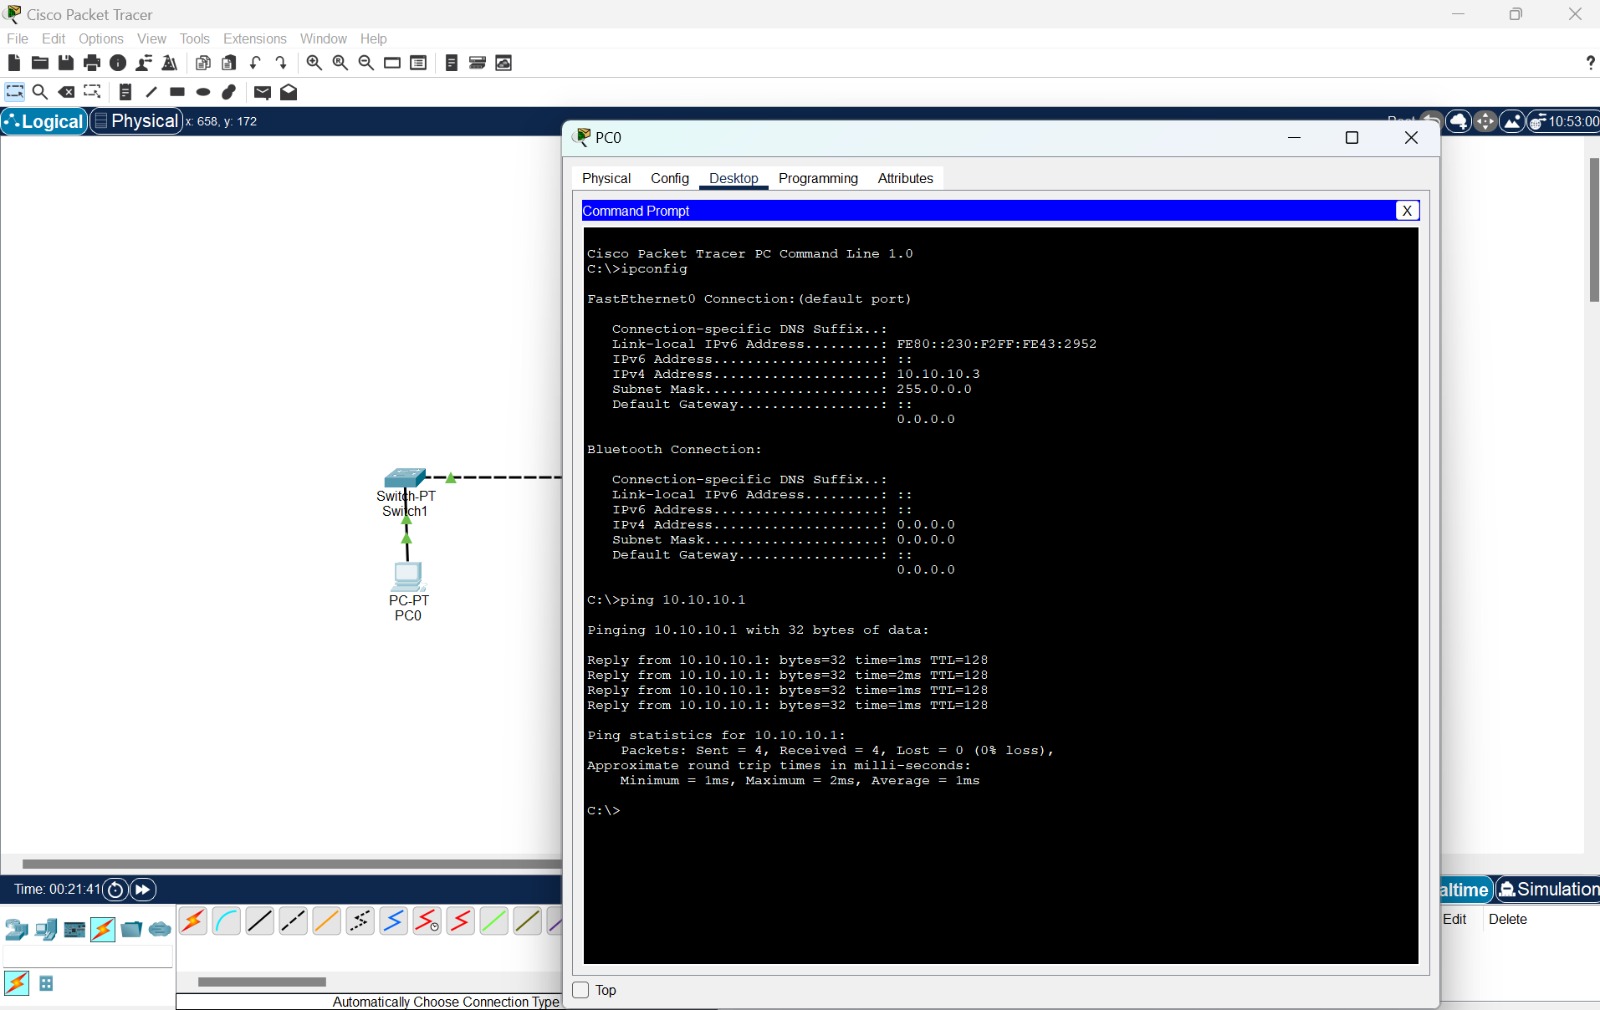 Cisco Packet Tracer
File Edit Options View Tools Extensions Window Help
?
Logical Physical x: 658, y: 172
10:53:00
PC0
Physical Config Desktop Programming Attributes
Command Prompt X
Cisco Packet Tracer PC Command Line 1.0
C:\>ipconfig
FastEthernet0 Connection:(default port)
Connection-specific DNS Suffix..:
Link-local IPv6 Address.........: FE80::230:F2FF:FE43:2952
IPv6 Address....................: ::
IPv4 Address....................: 10.10.10.3
Subnet Mask.....................: 255.0.0.0
Default Gateway.................: ::
0.0.0.0
Bluetooth Connection:
Connection-specific DNS Suffix..:
Link-local IPv6 Address.........: ::
IPv6 Address....................: ::
IPv4 Address....................: 0.0.0.0
Subnet Mask.....................: 0.0.0.0
Default Gateway.................: ::
0.0.0.0
C:\>ping 10.10.10.1
Pinging 10.10.10.1 with 32 bytes of data:
Reply from 10.10.10.1: bytes=32 time=1ms TTL=128
Reply from 10.10.10.1: bytes=32 time=2ms TTL=128
Reply from 10.10.10.1: bytes=32 time=1ms TTL=128
Reply from 10.10.10.1: bytes=32 time=1ms TTL=128
Ping statistics for 10.10.10.1:
Packets: Sent = 4, Received = 4, Lost = 0 (0% loss),
Approximate round trip times in milli-seconds:
Minimum = 1ms, Maximum = 2ms, Average = 1ms
C:\>
Top
Switch-PT
Switch1
PC-PT
PC0
Time: 00:21:41
altime Simulation
Edit Delete
Automatically Choose Connection Type